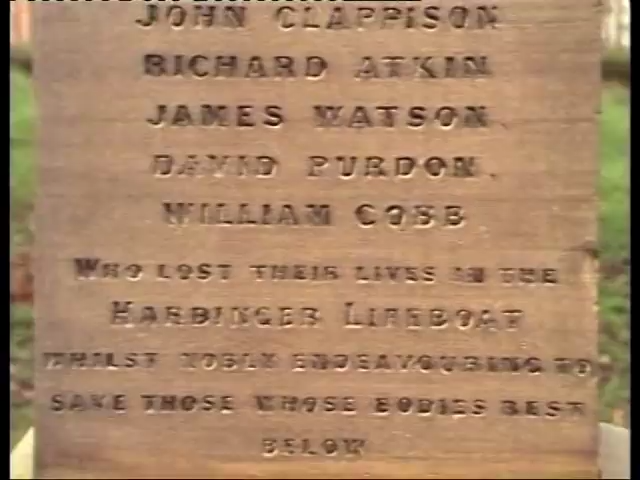 JOHN CLAPPISON
RICHARD ATKIN
JAMES WATSON
DAVID PURDON.
WILLIAM COBB
WHO LOST THEIR LIVES IN THE
HARBINGER LIFEBOAT
WHILST NOBLY ENDEAVOURING TO
SAVE THOSE WHOSE BODIES REST
BELOW